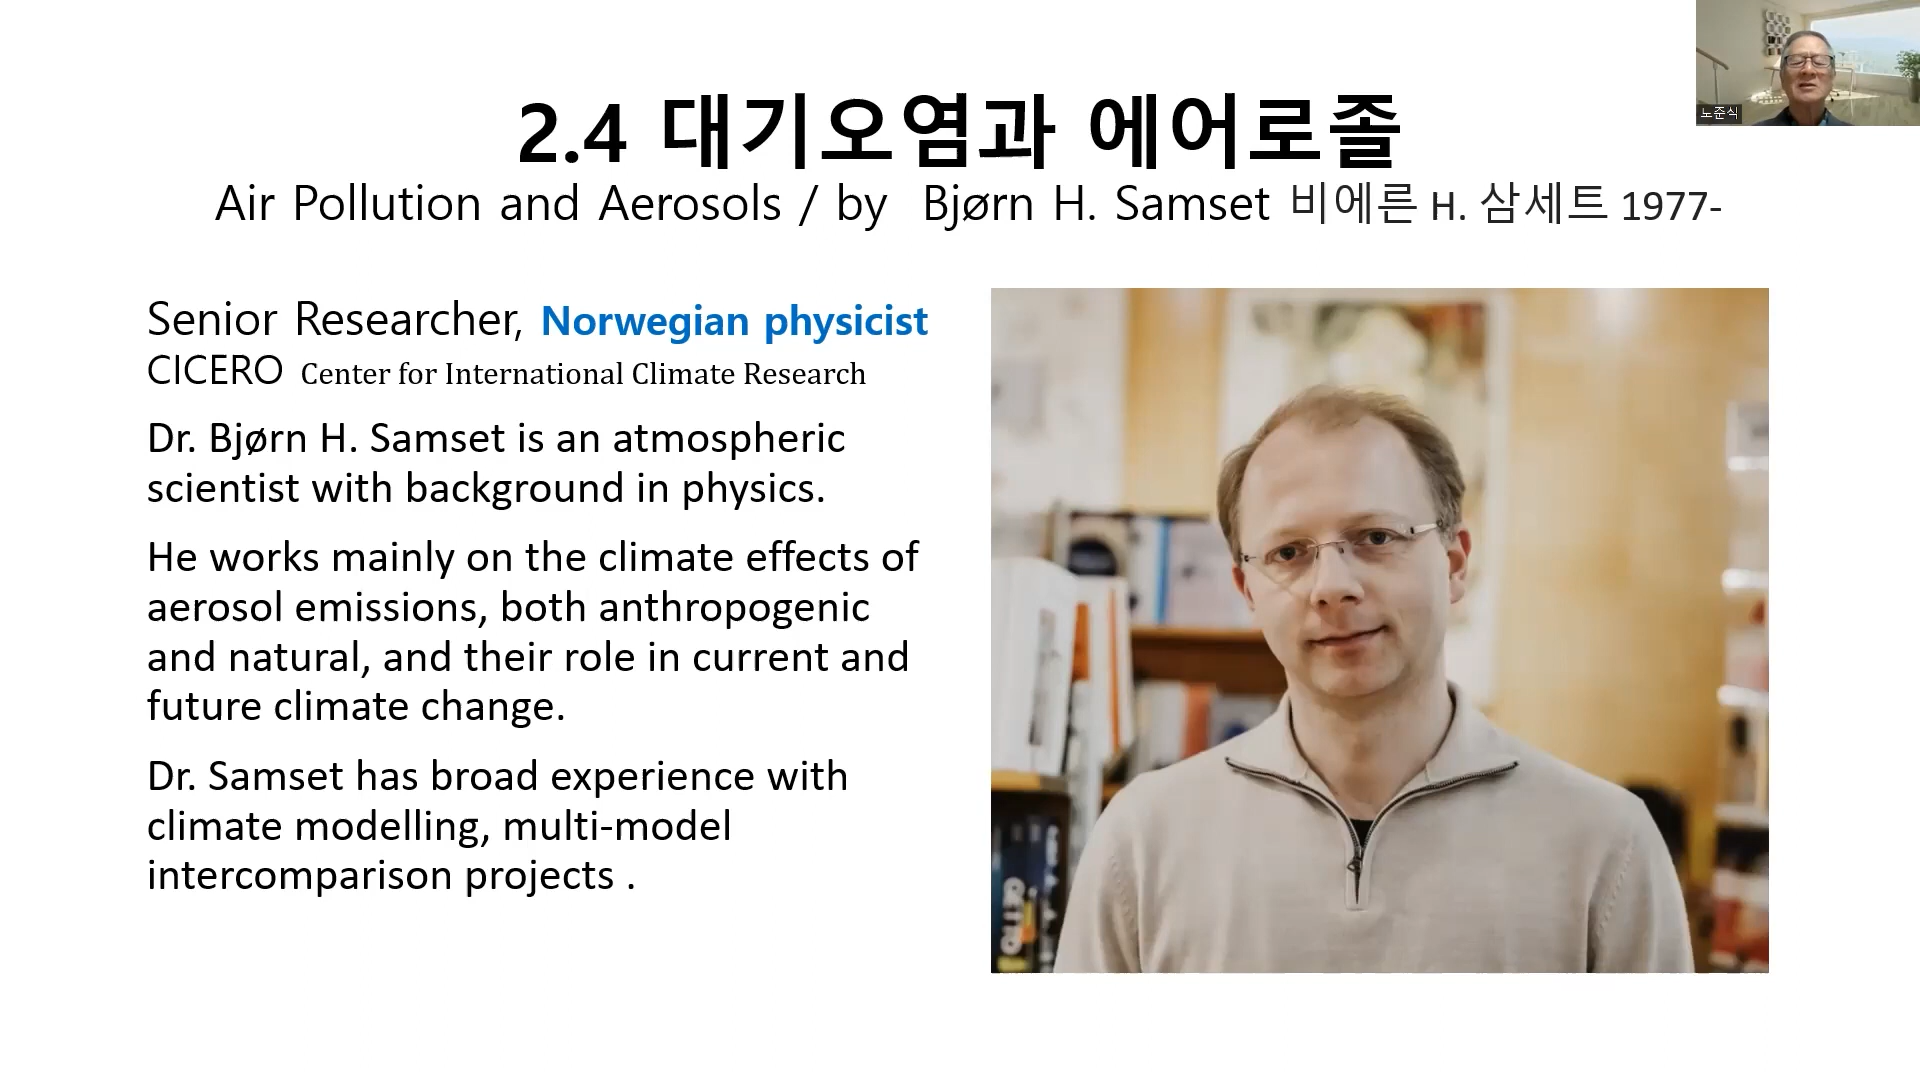 2.4 대기오염과 에어로졸
Air Pollution and Aerosols / by Bjørn H. Samset 비에른 H. 삼세트 1977-
노준식
Senior Researcher, Norwegian physicist
CICERO Center for International Climate Research
Dr. Bjørn H. Samset is an atmospheric
scientist with background in physics.
He works mainly on the climate effects of
aerosol emissions, both anthropogenic
and natural, and their role in current and
future climate change.
Dr. Samset has broad experience with
climate modelling, multi-model
intercomparison projects .